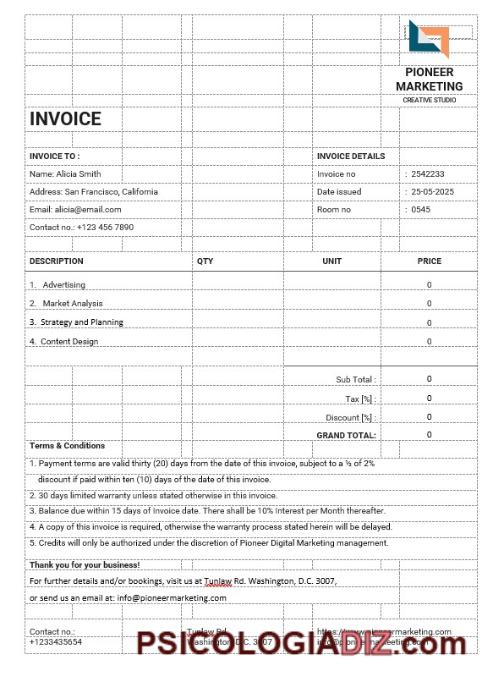 PIONEER
MARKETING
CREATIVE STUDIO
INVOICE
INVOICE TO :
INVOICE DETAILS
Name: Alicia Smith
Invoice no : 2542233
Address: San Francisco, California
Date issued : 25-05-2025
Email: alicia@email.com
Room no : 0545
Contact no.: +123 456 7890
DESCRIPTION QTY UNIT PRICE
1. Advertising 0
2. Market Analysis 0
3. Strategy and Planning 0
4. Content Design 0
Sub Total : 0
Tax [%] : 0
Discount [%] : 0
GRAND TOTAL: 0
Terms & Conditions
1. Payment terms are valid thirty (20) days from the date of this invoice, subject to a ½ of 2%
discount if paid within ten (10) days of the date of this invoice.
2. 30 days limited warranty unless stated otherwise in this invoice.
3. Balance due within 15 days of Invoice date. There shall be 10% Interest per Month thereafter.
4. A copy of this invoice is required, otherwise the warranty process stated herein will be delayed.
5. Credits will only be authorized under the discretion of Pioneer Digital Marketing management.
Thank you for your business!
For further details and/or bookings, visit us at Tunlaw Rd. Washington, D.C. 3007,
or send us an email at: info@pioneermarketing.com
Contact no.: Tunlaw Rd. https://www.pioneermarketing.com
+1233435654 Washington D.C. 3007 info@pioneermarketing.com
PSICOLOGIADIZ.com